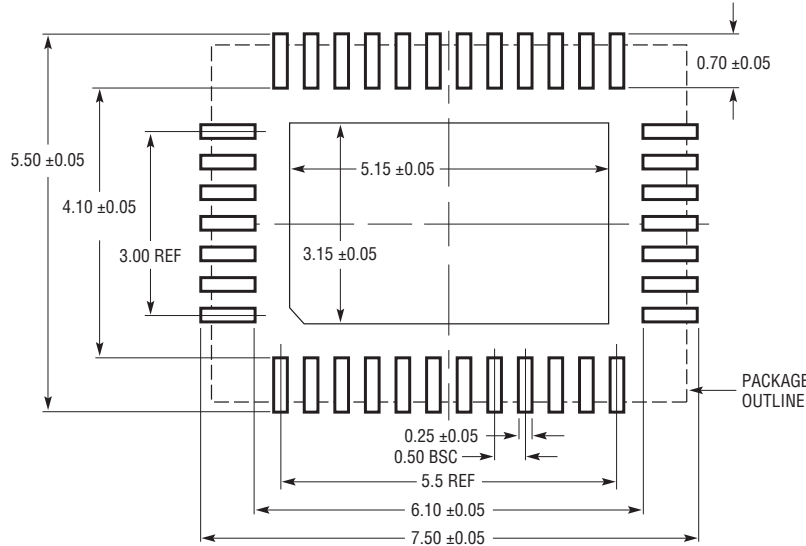 0.70 ±0.05
5.50 ±0.05
5.15 ±0.05
4.10 ±0.05
3.00 REF
3.15 ±0.05
PACKAGE
OUTLINE
0.25 ±0.05
0.50 BSC
5.5 REF
6.10 ±0.05
7.50 ±0.05